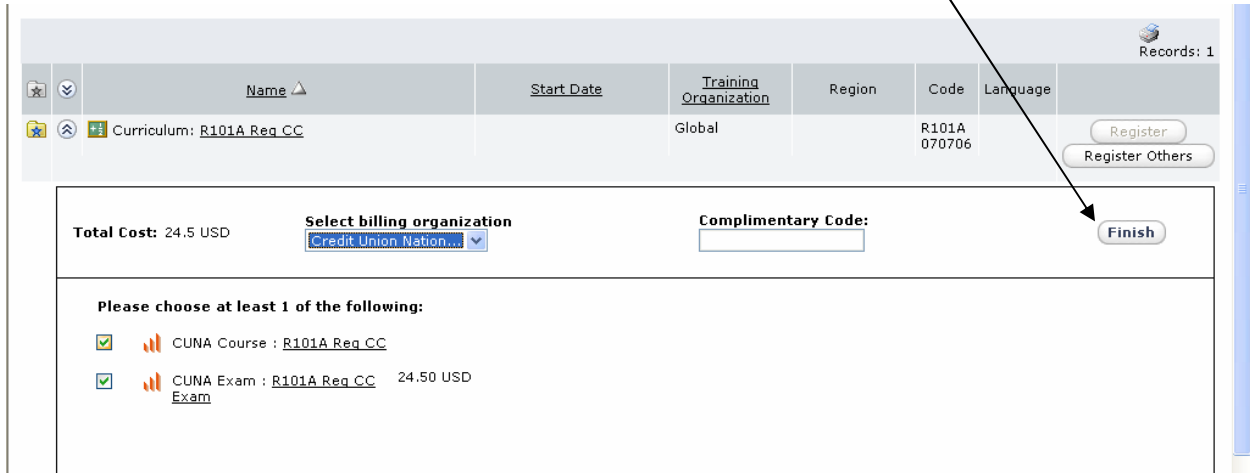 Records: 1
Name Start Date Training Organization Region Code Language
Curriculum: R101A Reg CC Global R101A 070706 Register
Register Others
Total Cost: 24.5 USD Select billing organization Complimentary Code:
Credit Union Nation... Finish
Please choose at least 1 of the following:
CUNA Course : R101A Reg CC
CUNA Exam : R101A Reg CC 24.50 USD
Exam